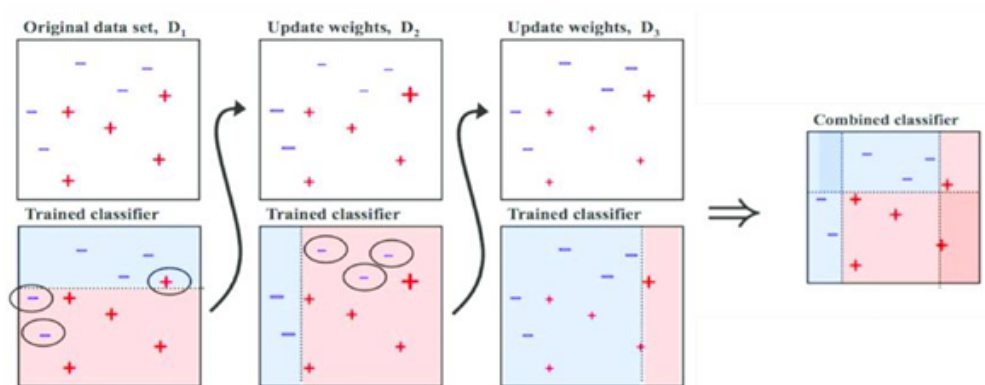 Original data set, D₁
Update weights, D₂
Update weights, D₃
Combined classifier
Trained classifier
Trained classifier
Trained classifier